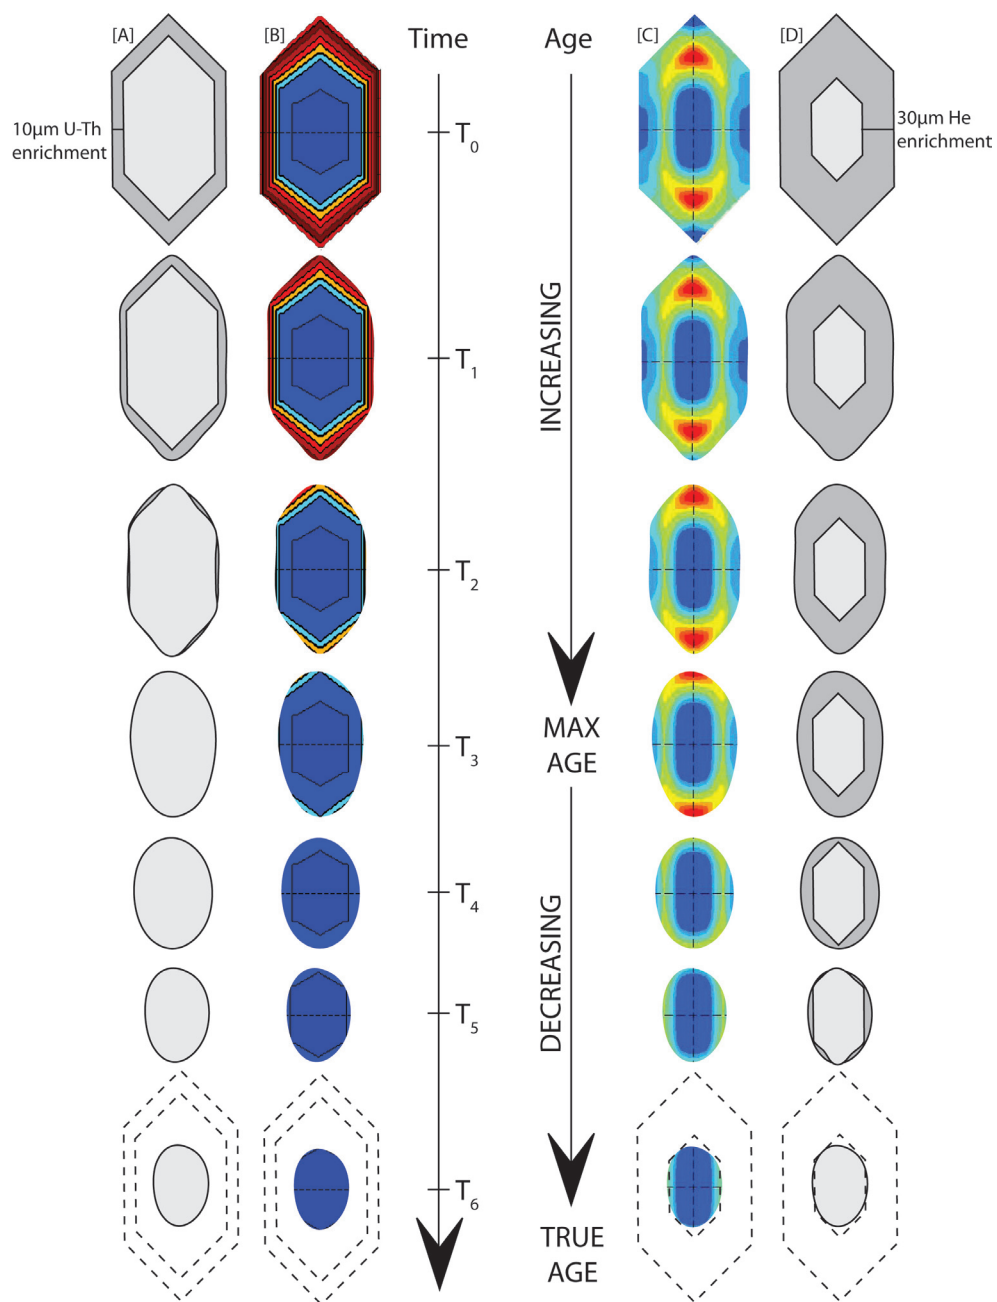 [A]
[B]
Time
Age
[C]
[D]
10µm U-Th
enrichment
T0
30µm He
enrichment
INCREASING
T1
T2
MAX
AGE
T3
DECREASING
T4
T5
T6
TRUE
AGE